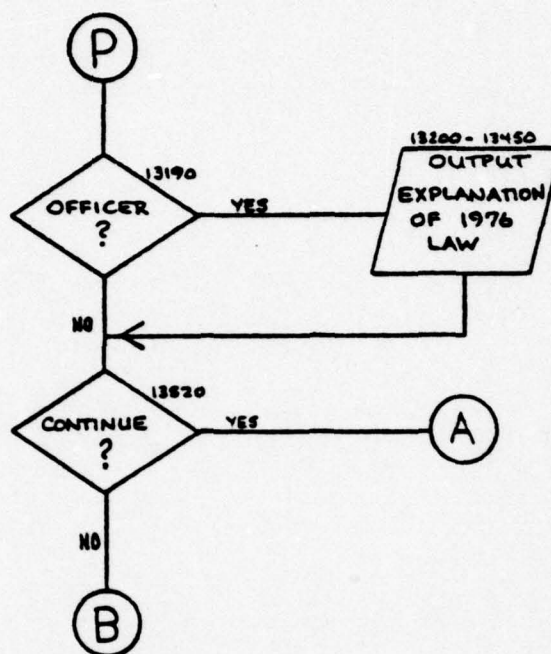 P
13190
OFFICER
?
YES
13200 - 13450
OUTPUT
EXPLANATION
OF 1976
LAW
NO
13520
CONTINUE
?
YES
A
NO
B